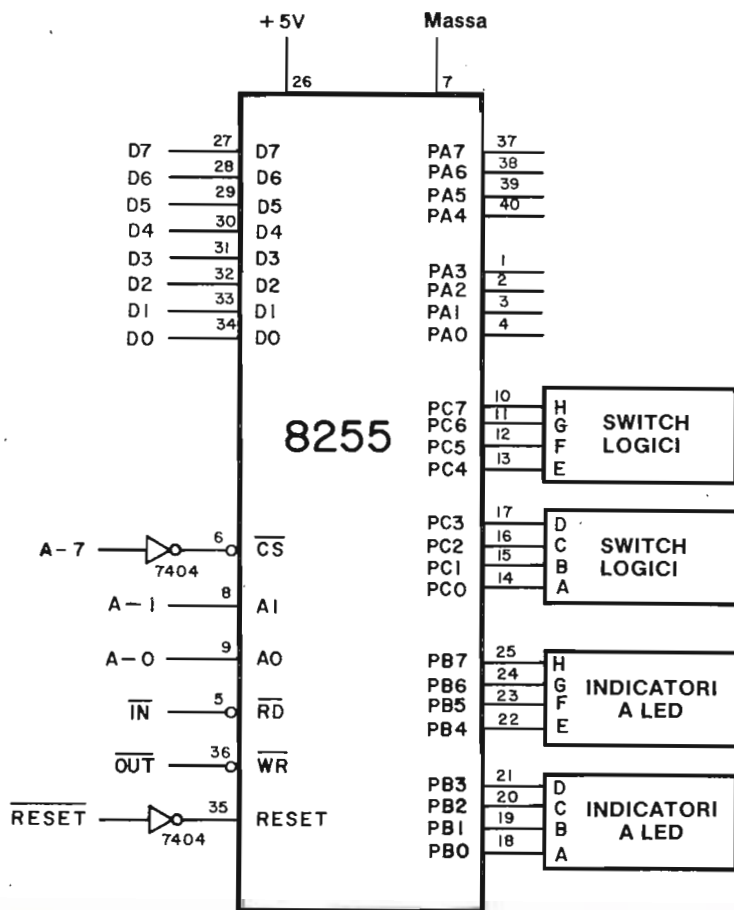 +5V Massa
26 7
D7 27 D7 PA7 37
D6 28 D6 PA6 38
D5 29 D5 PA5 39
D4 30 D4 PA4 40
D3 31 D3 PA3 1
D2 32 D2 PA2 2
D1 33 D1 PA1 3
D0 34 D0 PA0 4
8255
PC7 10 H
PC6 11 G
PC5 12 F
PC4 13 E
SWITCH
LOGICI
PC3 17 D
PC2 16 C
PC1 15 B
PC0 14 A
SWITCH
LOGICI
A-7 7404 6 CS
A-1 8 A1
A-0 9 A0
IN 5 RD
OUT 36 WR
RESET 7404 35 RESET
PB7 25 H
PB6 24 G
PB5 23 F
PB4 22 E
INDICATORI
A LED
PB3 21 D
PB2 20 C
PB1 19 B
PB0 18 A
INDICATORI
A LED